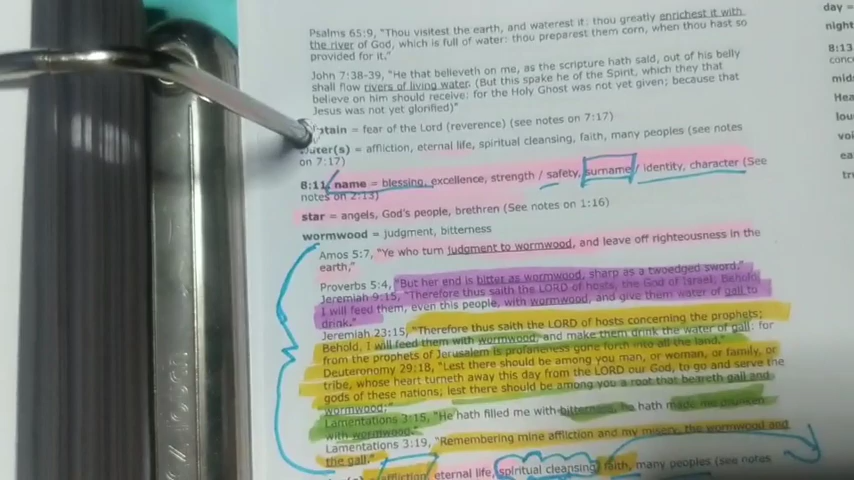 Psalms 65:9, "Thou visitest the earth, and waterest it: thou greatly enrichest it with
the river of God, which is full of water: thou preparest them corn, when thou hast so
provided for it."
John 7:38-39, "He that believeth on me, as the scripture hath said, out of his belly
shall flow rivers of living water. (But this spake he of the Spirit, which they that
believe on him should receive: for the Holy Ghost was not yet given; because that
Jesus was not yet glorified)"
= fear of the Lord (reverence) (see notes on 7:17)
= affliction, eternal life, spiritual cleansing, faith, many peoples (see notes
on 7:17)
8:11, name = blessing, excellence, strength / safety, surname / identity, character (See
notes on 2:13)
star = angels, God's people, brethren (See notes on 1:16)
wormwood = judgment, bitterness
Amos 5:7, "Ye who turn judgment to wormwood, and leave off righteousness in the
earth,"
Proverbs 5:4, "But her end is bitter as wormwood, sharp as a twoedged sword."
Jeremiah 9:15, "Therefore thus saith the LORD of hosts, the God of Israel; Behold,
I will feed them, even this people, with wormwood, and give them water of gall to
drink."
Jeremiah 23:15, "Therefore thus saith the LORD of hosts concerning the prophets;
Behold, I will feed them with wormwood, and make them drink the water of gall: for
from the prophets of Jerusalem is profaneness gone forth into all the land."
Deuteronomy 29:18, "Lest there should be among you man, or woman, or family, or
tribe, whose heart turneth away this day from the LORD our God, to go and serve the
gods of these nations; lest there should be among you a root that beareth gall and
wormwood;"
Lamentations 3:15, "He hath filled me with bitterness, he hath made me drunken
with wormwood."
Lamentations 3:19, "Remembering mine affliction and my misery, the wormwood and
the gall."
affliction, eternal life, spiritual cleansing, faith, many peoples (see notes
day =
night
8:13